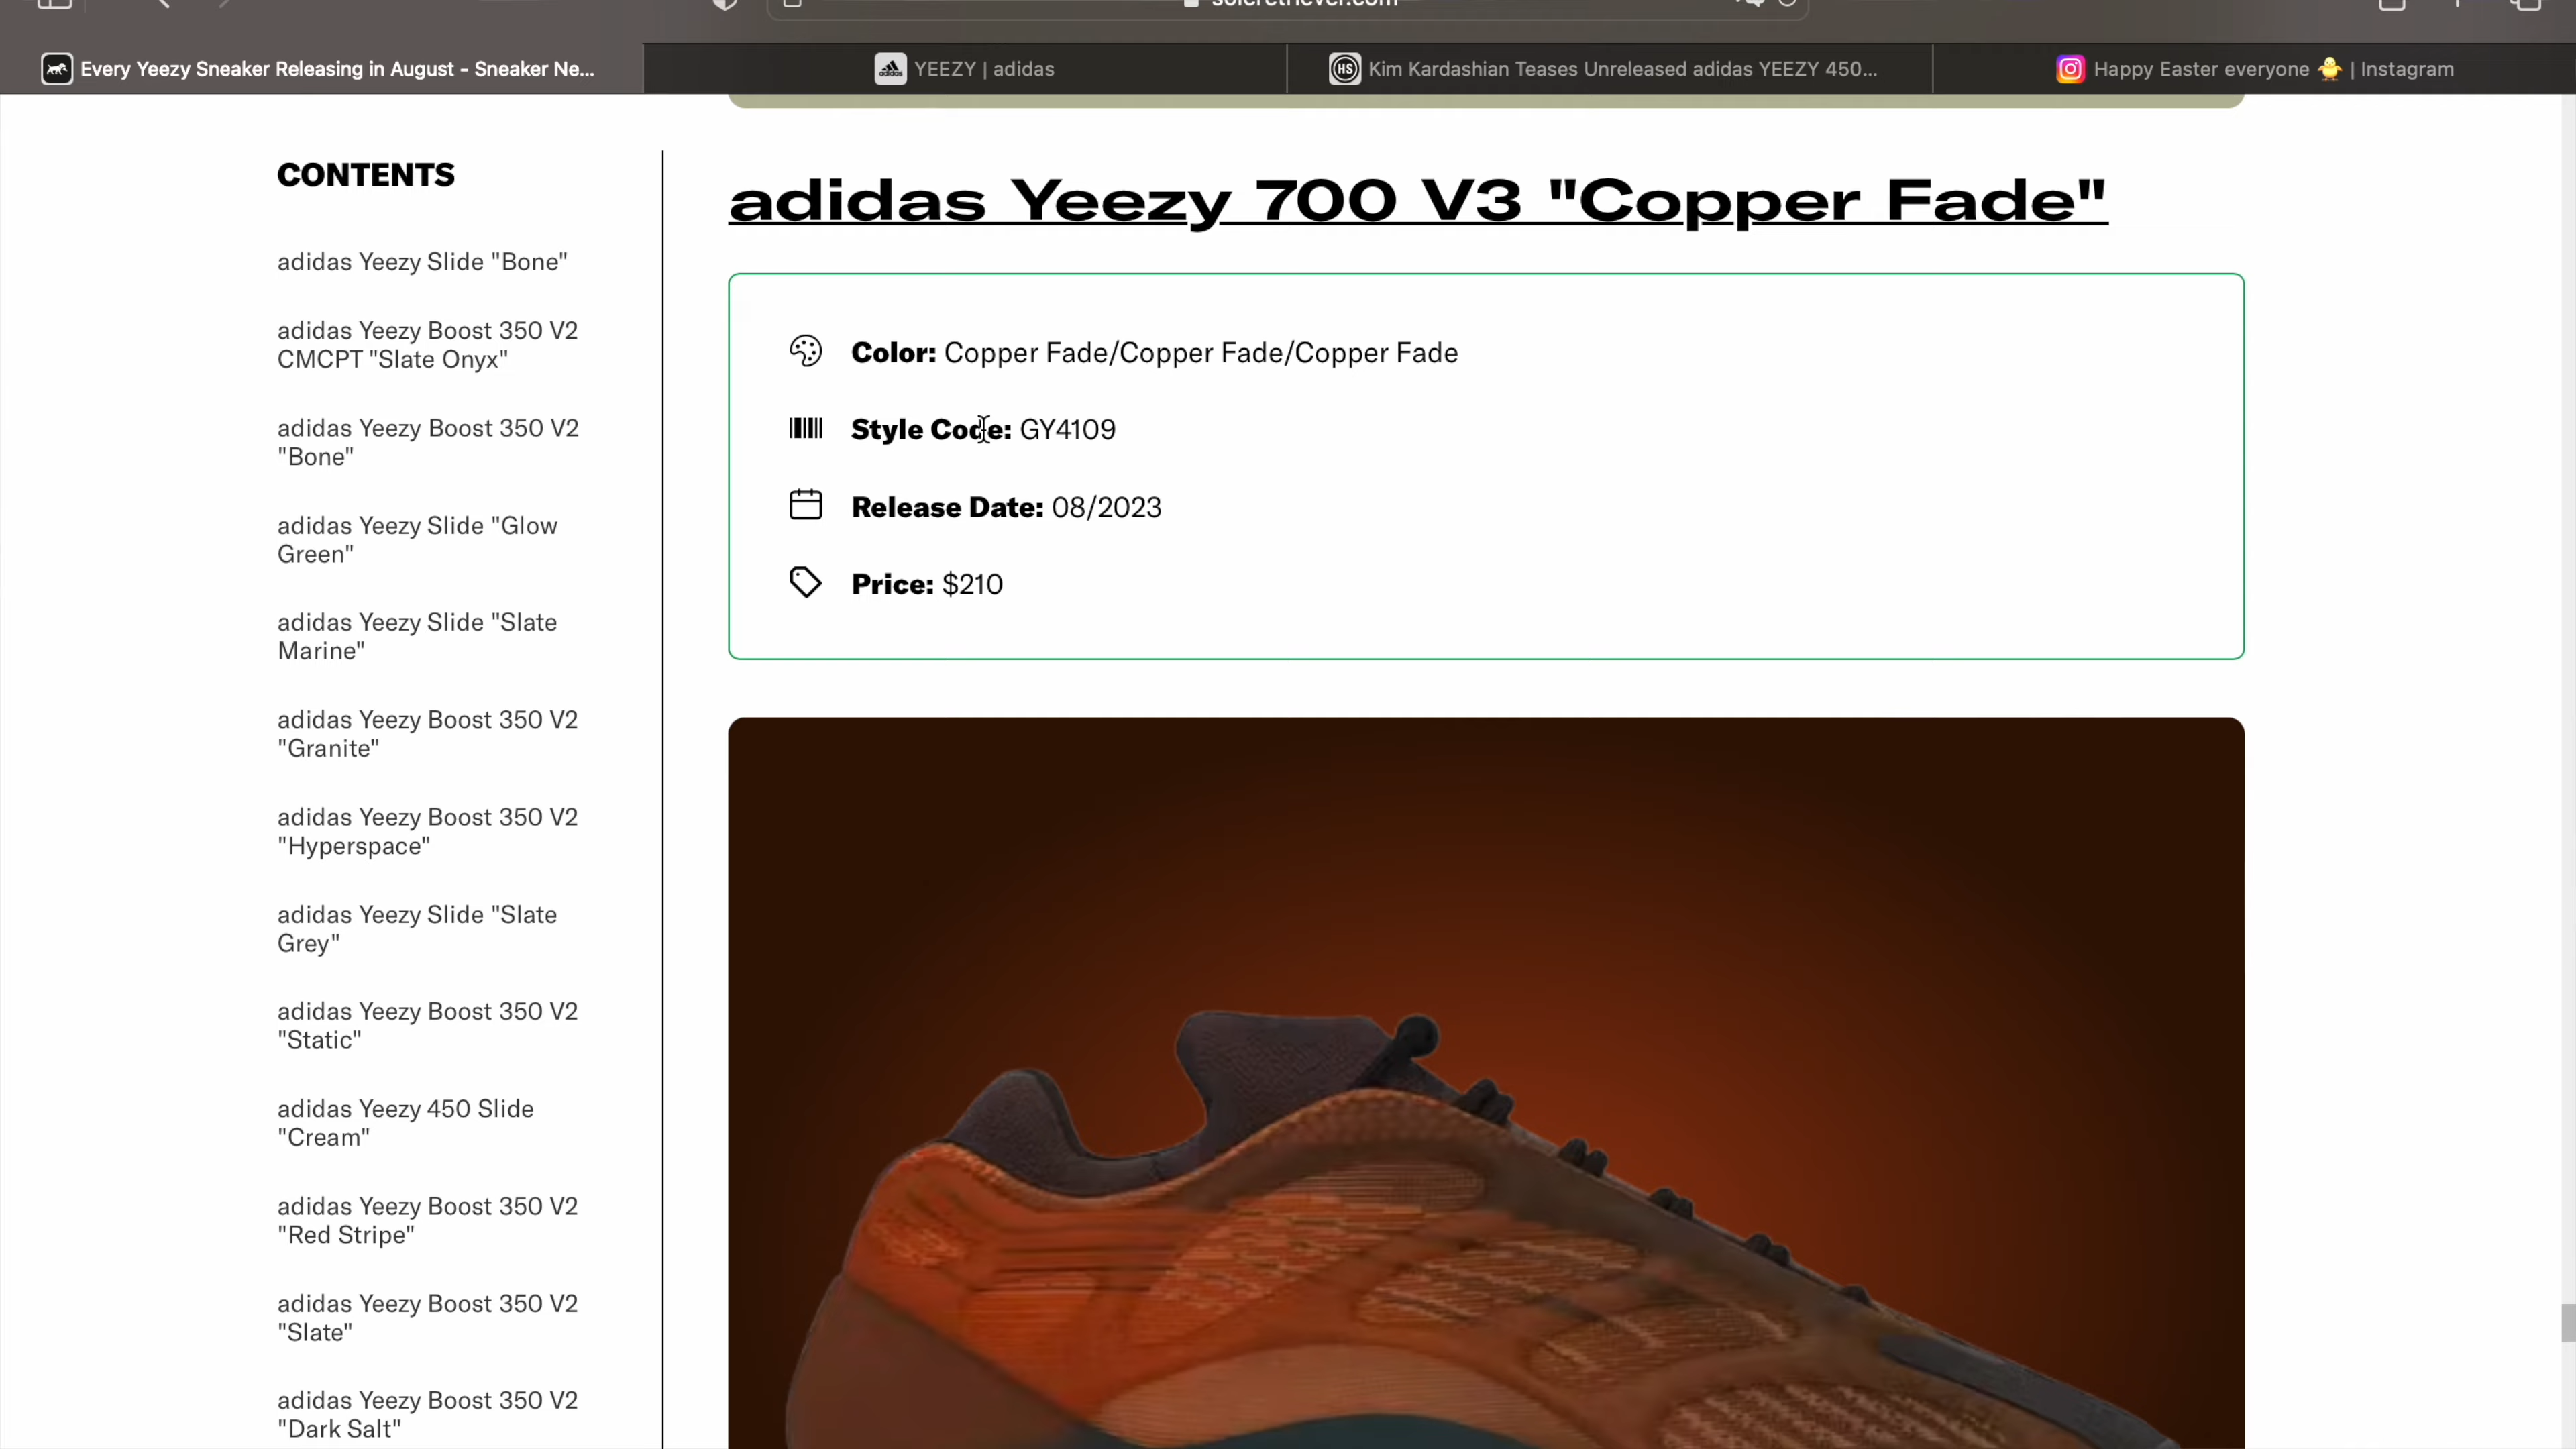 Every Yeezy Sneaker Releasing in August - Sneaker Ne...
YEEZY | adidas
Kim Kardashian Teases Unreleased adidas YEEZY 450...
Happy Easter everyone 🐥 | Instagram
CONTENTS
adidas Yeezy Slide "Bone"
adidas Yeezy Boost 350 V2
CMCPT "Slate Onyx"
adidas Yeezy Boost 350 V2
"Bone"
adidas Yeezy Slide "Glow
Green"
adidas Yeezy Slide "Slate
Marine"
adidas Yeezy Boost 350 V2
"Granite"
adidas Yeezy Boost 350 V2
"Hyperspace"
adidas Yeezy Slide "Slate
Grey"
adidas Yeezy Boost 350 V2
"Static"
adidas Yeezy 450 Slide
"Cream"
adidas Yeezy Boost 350 V2
"Red Stripe"
adidas Yeezy Boost 350 V2
"Slate"
adidas Yeezy Boost 350 V2
"Dark Salt"
adidas Yeezy 700 V3 "Copper Fade"
Color: Copper Fade/Copper Fade/Copper Fade
Style Code: GY4109
Release Date: 08/2023
Price: $210